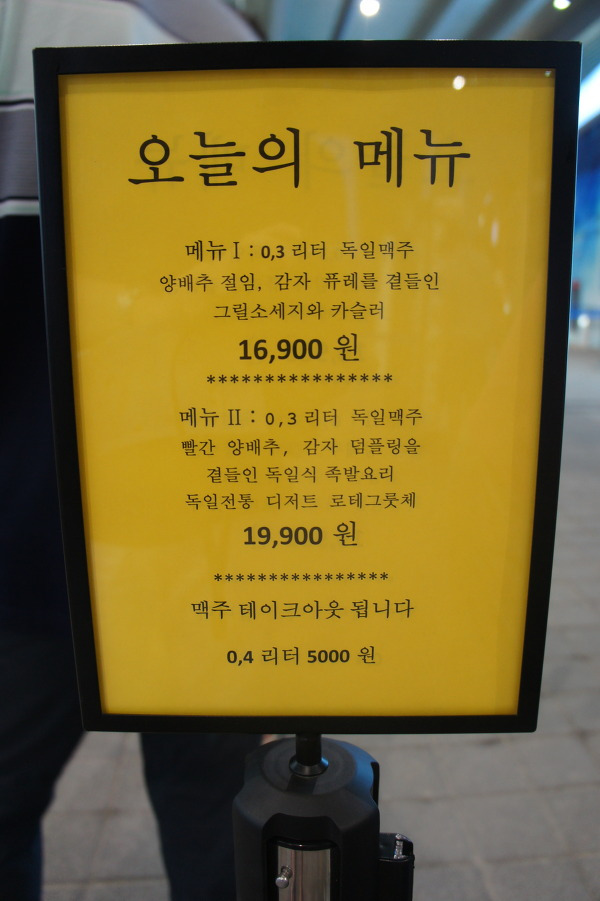 오늘의 메뉴
메뉴Ⅰ : 0,3 리터 독일맥주
양배추 절임, 감자 퓨레를 곁들인
그릴소세지와 카슬러
16,900 원
****************
메뉴 Ⅱ : 0,3 리터 독일맥주
빨간 양배추, 감자 덤플링을
곁들인 독일식 족발요리
독일전통 디저트 로테그룻체
19,900 원
***************
맥주 테이크아웃 됩니다
0,4 리터 5000 원